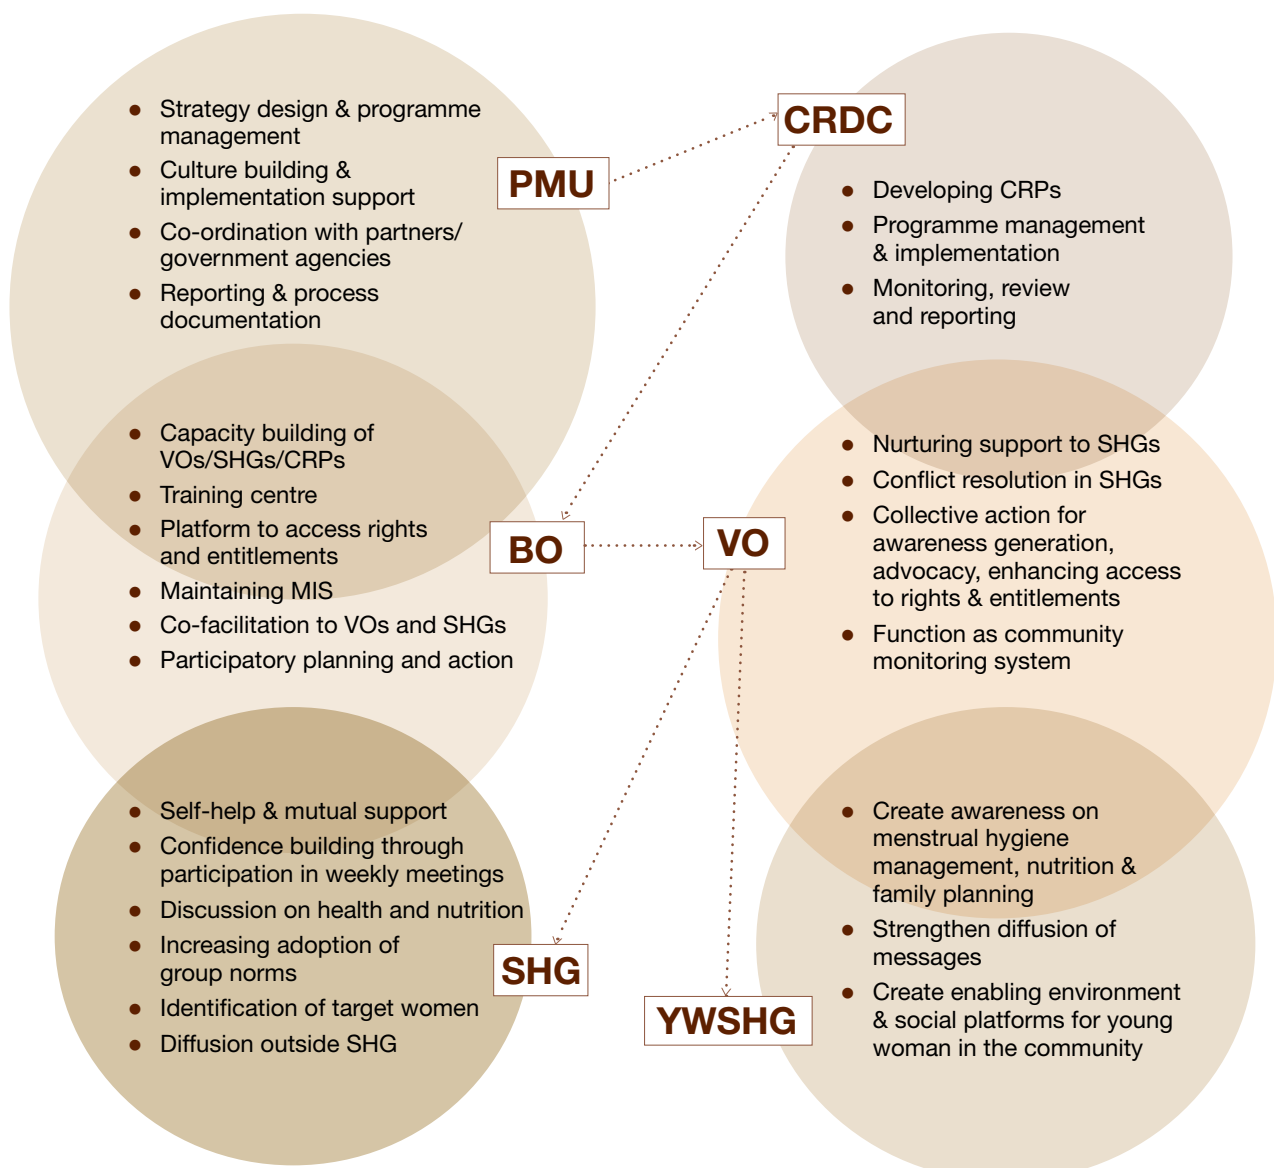 ● Strategy design & programme
management
● Culture building &
implementation support
● Co-ordination with partners/
government agencies
● Reporting & process
documentation
PMU
CRDC
● Developing CRPs
● Programme management
& implementation
● Monitoring, review
and reporting
● Capacity building of
VOs/SHGs/CRPs
● Training centre
● Platform to access rights
and entitlements
● Maintaining MIS
● Co-facilitation to VOs and SHGs
● Participatory planning and action
BO
VO
● Nurturing support to SHGs
● Conflict resolution in SHGs
● Collective action for
awareness generation,
advocacy, enhancing access
to rights & entitlements
● Function as community
monitoring system
● Self-help & mutual support
● Confidence building through
participation in weekly meetings
● Discussion on health and nutrition
● Increasing adoption of
group norms
● Identification of target women
● Diffusion outside SHG
SHG
YWSHG
● Create awareness on
menstrual hygiene
management, nutrition &
family planning
● Strengthen diffusion of
messages
● Create enabling environment
& social platforms for young
woman in the community